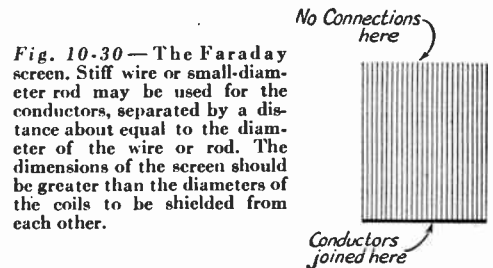 Fig. 10-30 — The Faraday
screen. Stiff wire or small-diam-
eter rod may be used for the
conductors, separated by a dis-
tance about equal to the diam-
eter of the wire or rod. The
dimensions of the screen should
be greater than the diameters of
the coils to be shielded from
each other.
No Connections
here
Conductors
joined here